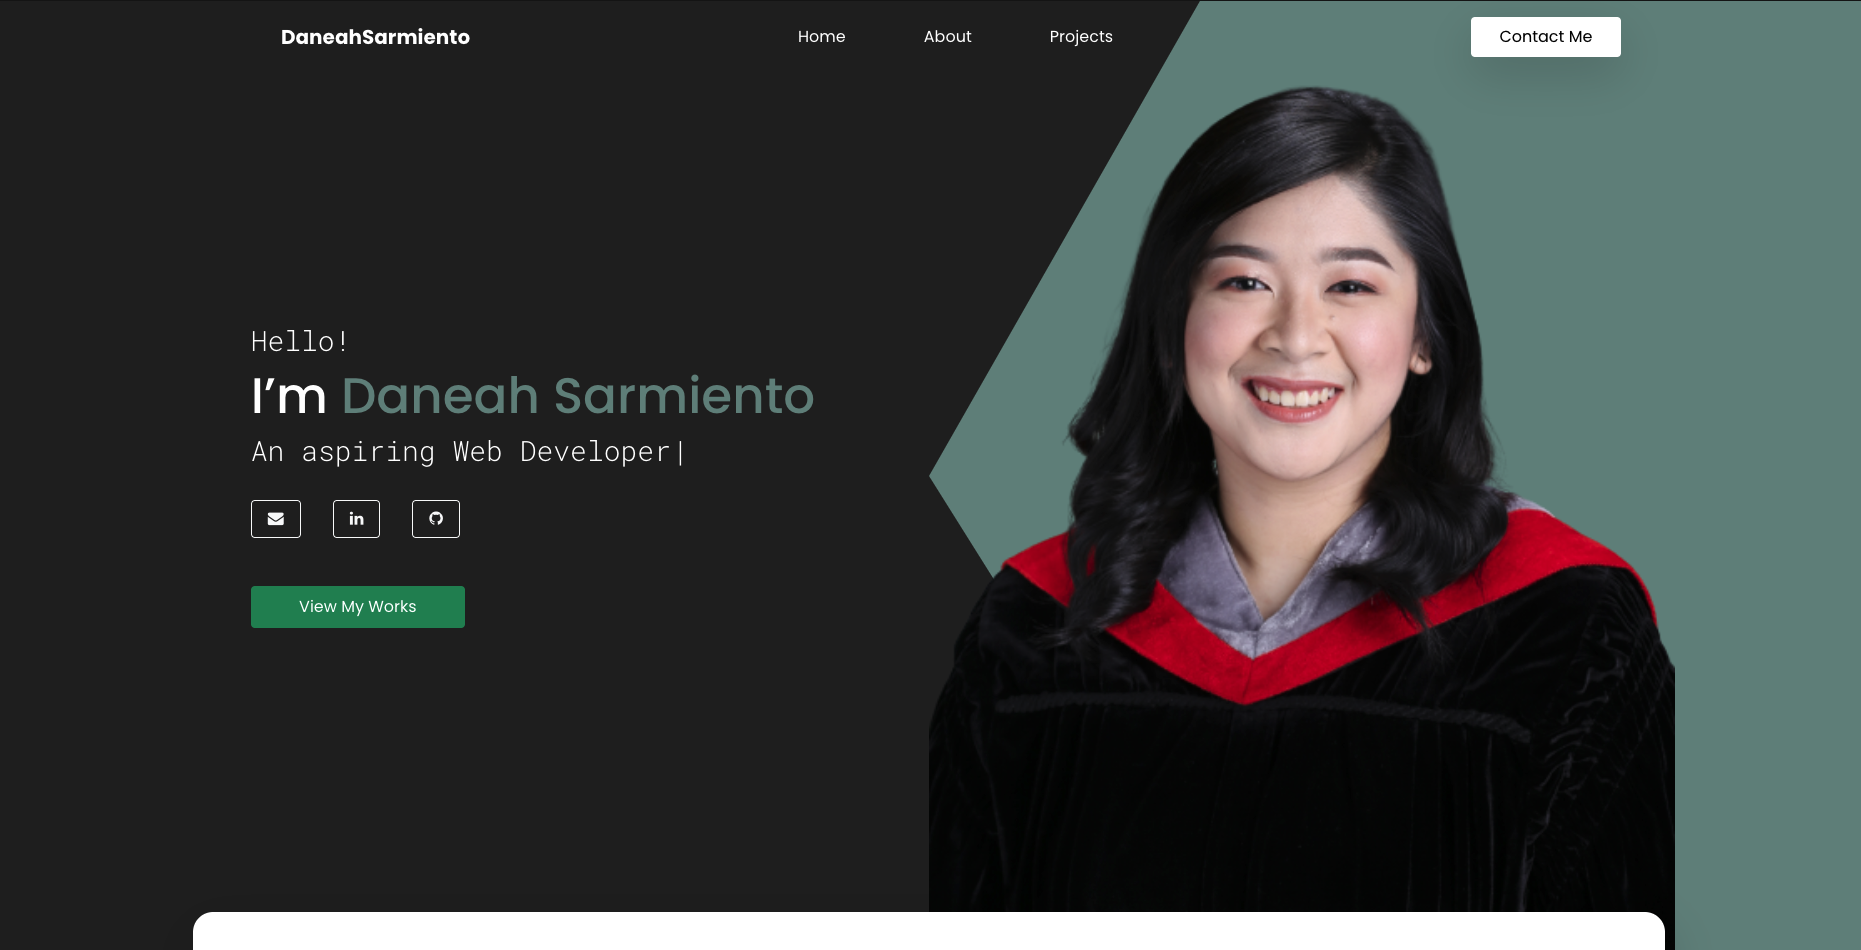 DaneahSarmiento
Home
About
Projects
Contact Me
Hello!
I’m Daneah Sarmiento
An aspiring Web Developer|
in
View My Works